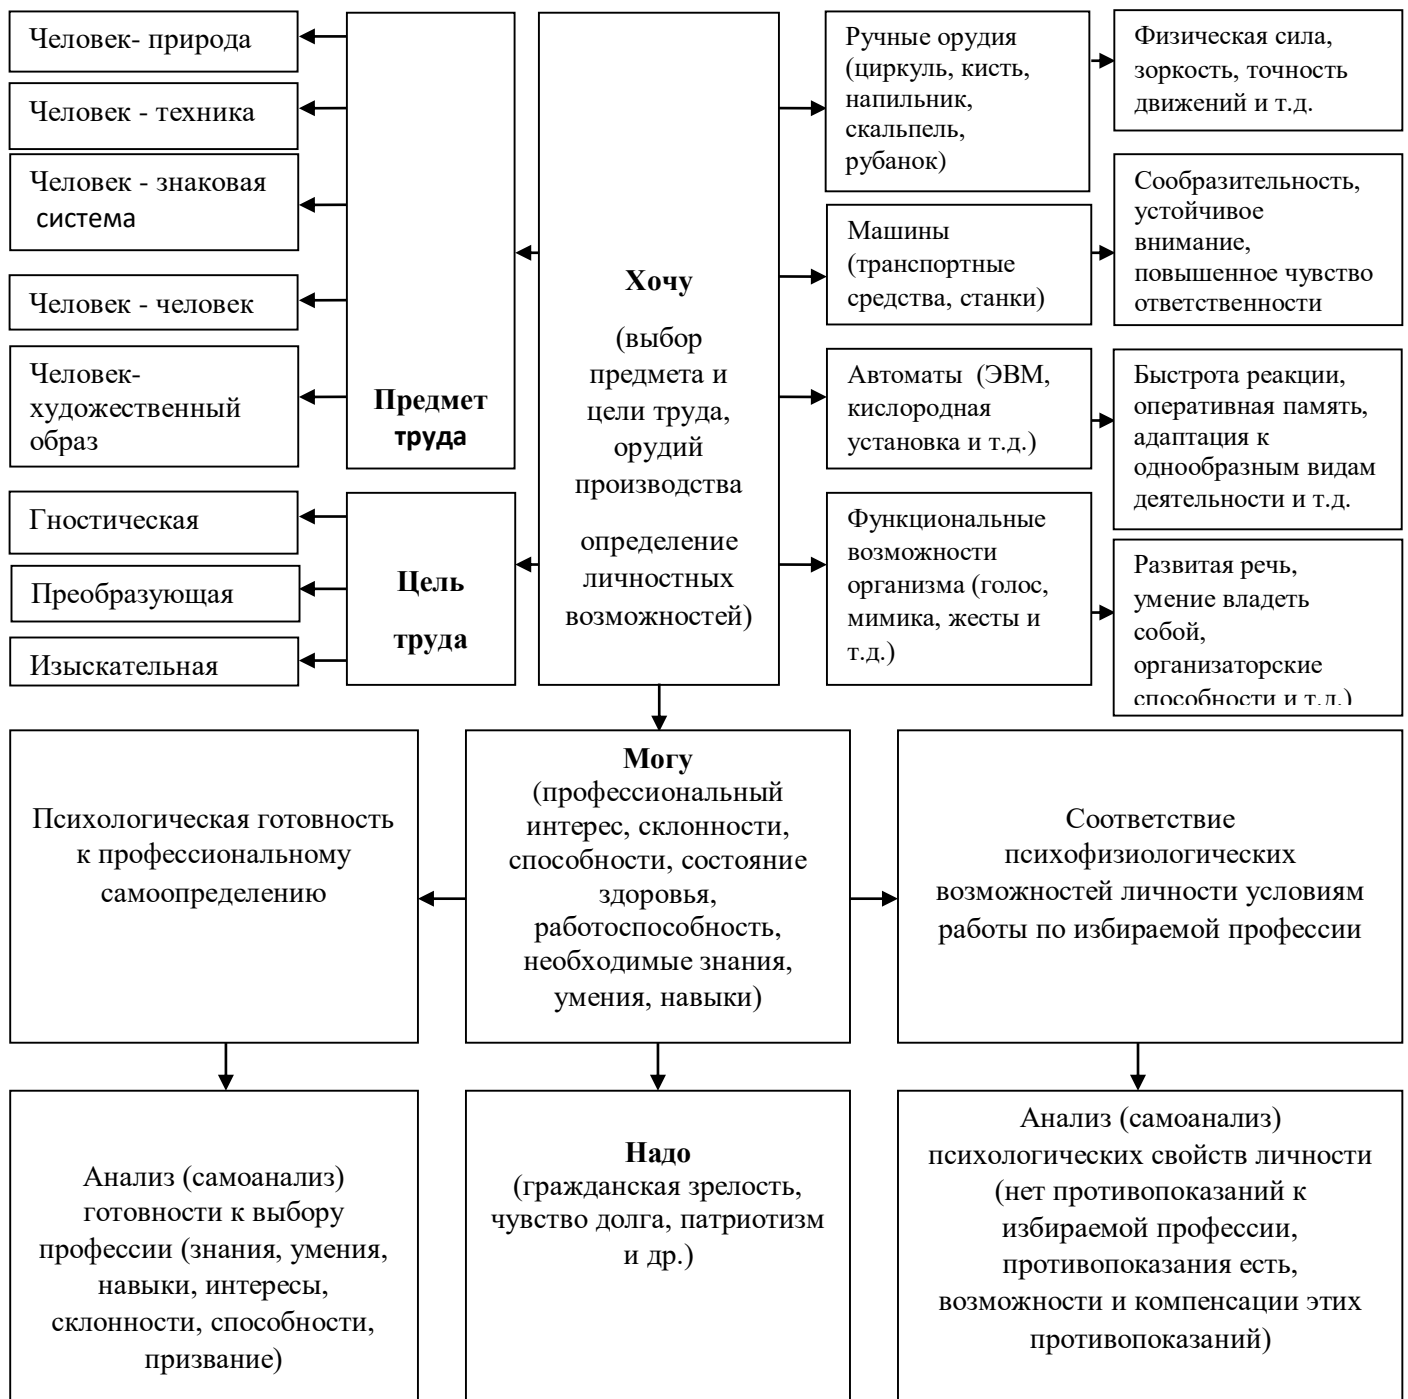 Человек- природа
Человек - техника
Человек - знаковая
система
Человек - человек
Человек-
художественный
образ
Гностическая
Преобразующая
Изыскательная
Предмет
труда
Цель
труда
Хочу
(выбор
предмета и
цели труда,
орудий
производства
определение
личностных
возможностей)
Ручные орудия
(циркуль, кисть,
напильник,
скальпель,
рубанок)
Машины
(транспортные
средства, станки)
Автоматы (ЭВМ,
кислородная
установка и т.д.)
Функциональные
возможности
организма (голос,
мимика, жесты и
т.д.)
Физическая сила,
зоркость, точность
движений и т.д.
Сообразительность,
устойчивое
внимание,
повышенное чувство
ответственности
Быстрота реакции,
оперативная память,
адаптация к
однообразным видам
деятельности и т.д.
Развитая речь,
умение владеть
собой,
организаторские
способности и т.д.)
Психологическая готовность
к профессиональному
самоопределению
Могу
(профессиональный
интерес, склонности,
способности, состояние
здоровья,
работоспособность,
необходимые знания,
умения, навыки)
Соответствие
психофизиологических
возможностей личности условиям
работы по избираемой профессии
Анализ (самоанализ)
готовности к выбору
профессии (знания, умения,
навыки, интересы,
склонности, способности,
призвание)
Надо
(гражданская зрелость,
чувство долга, патриотизм
и др.)
Анализ (самоанализ)
психологических свойств личности
(нет противопоказаний к
избираемой профессии,
противопоказания есть,
возможности и компенсации этих
противопоказаний)